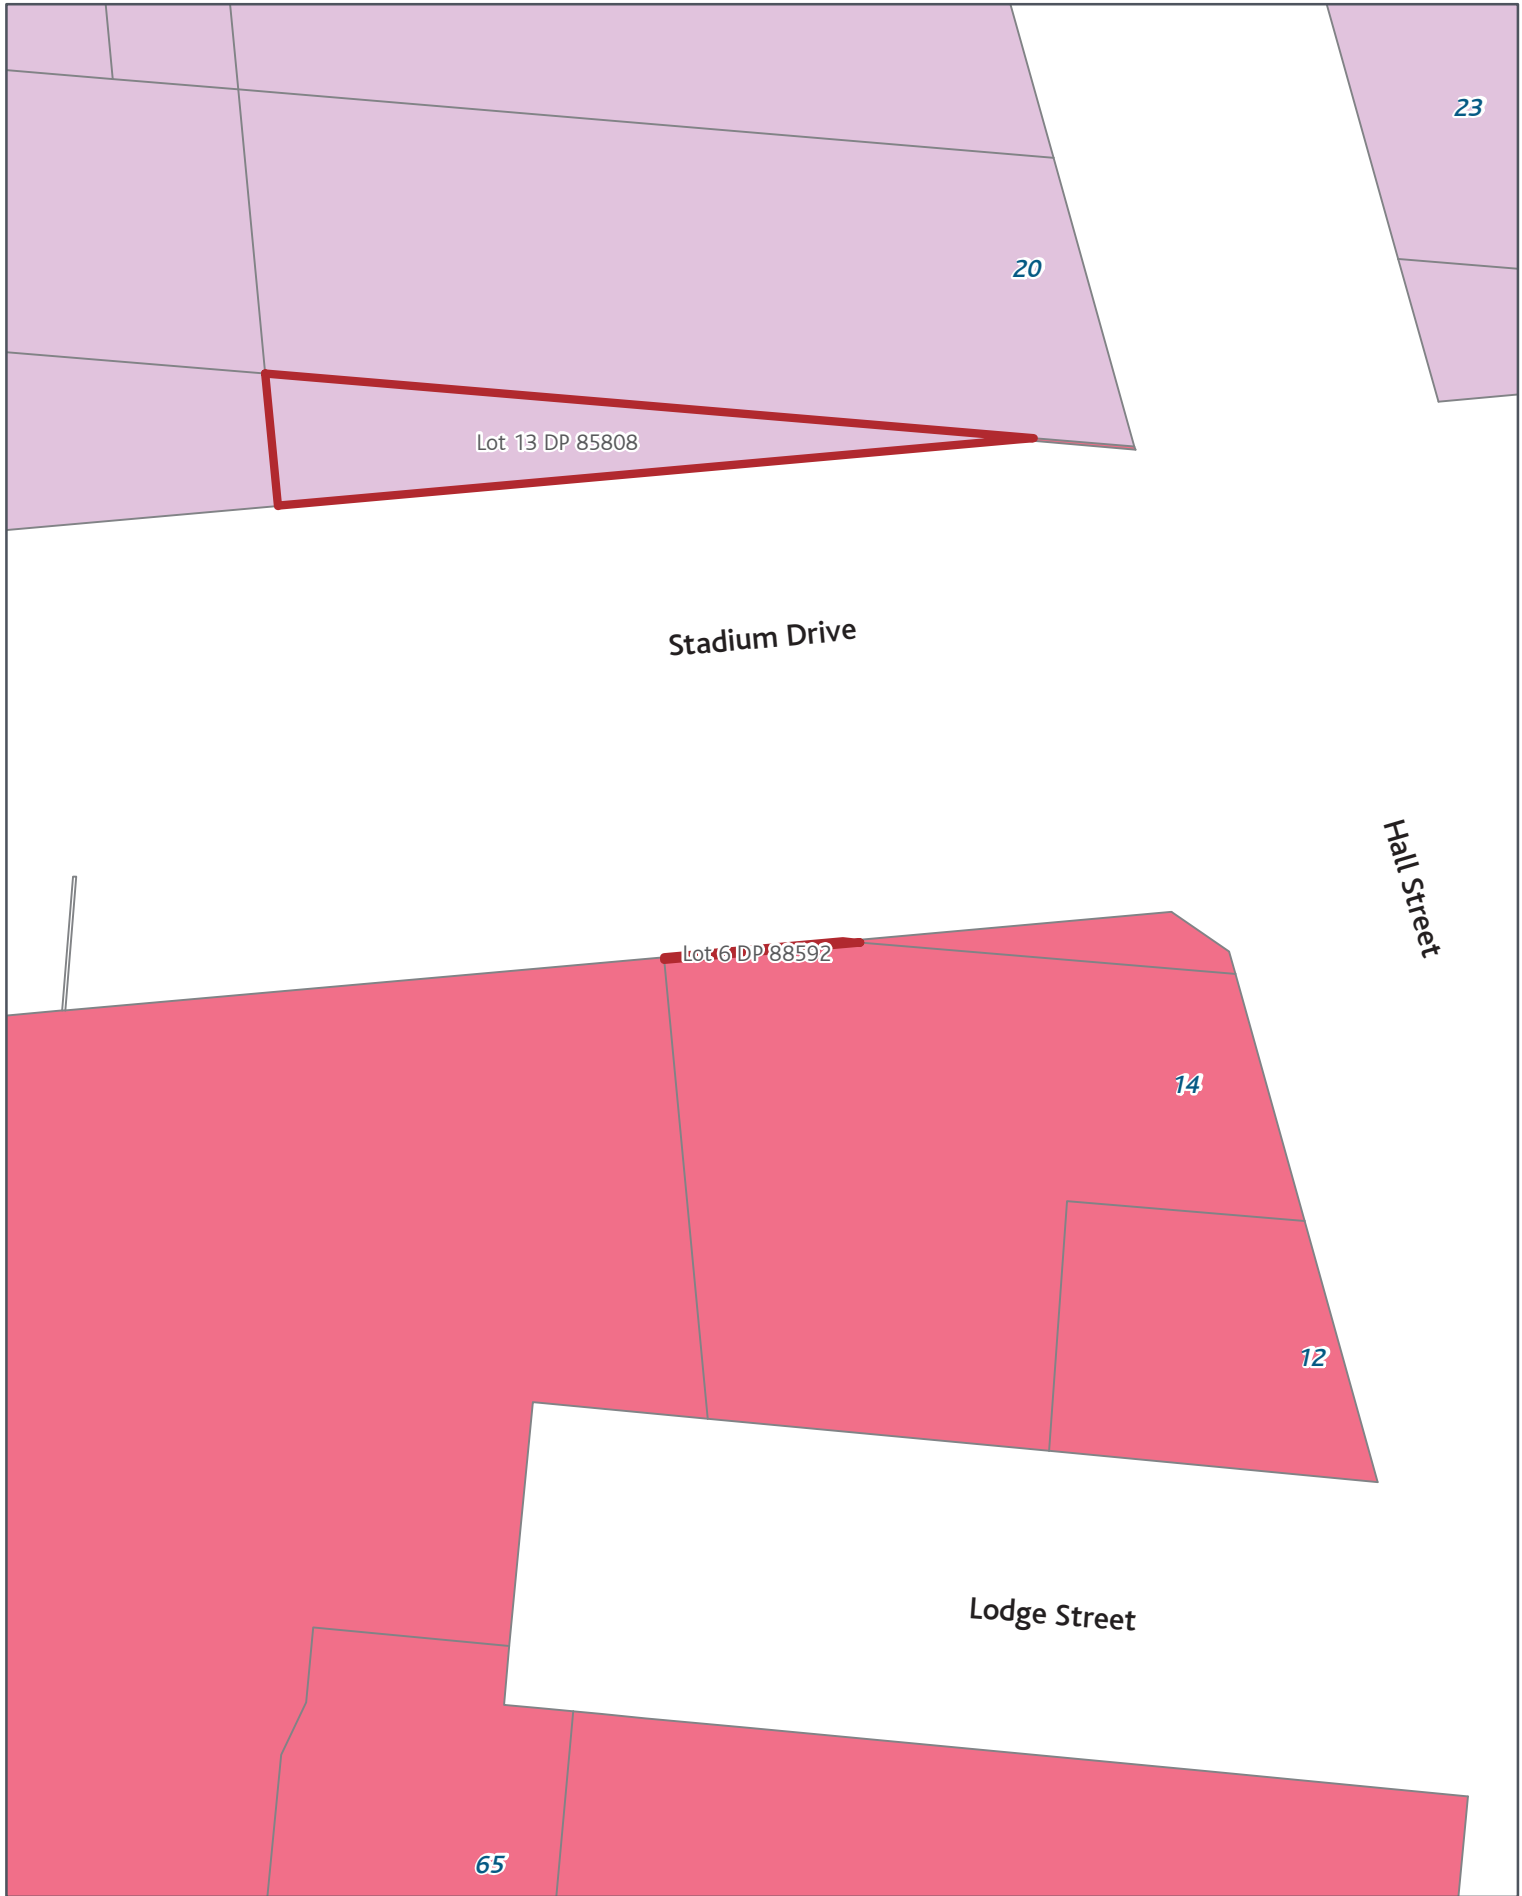 23
20
Lot 13 DP 85808
Stadium Drive
Hall Street
Lot 6 DP 88592
14
12
Lodge Street
65